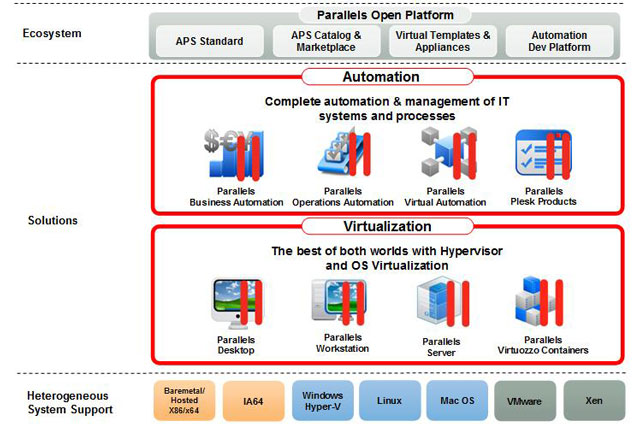 Parallels Open Platform
Ecosystem
APS Standard
APS Catalog &
Marketplace
Virtual Templates &
Appliances
Automation
Dev Platform
Solutions
Automation
Complete automation & management of IT
systems and processes
$€¥
Parallels
Business Automation
Parallels
Operations Automation
Parallels
Virtual Automation
Parallels
Plesk Products
Virtualization
The best of both worlds with Hypervisor
and OS Virtualization
Parallels
Desktop
Parallels
Workstation
Parallels
Server
Parallels
Virtuozzo Containers
Heterogeneous
System Support
Baremetal/
Hosted
X86/x64
IA64
Windows
Hyper-V
Linux
Mac OS
VMware
Xen